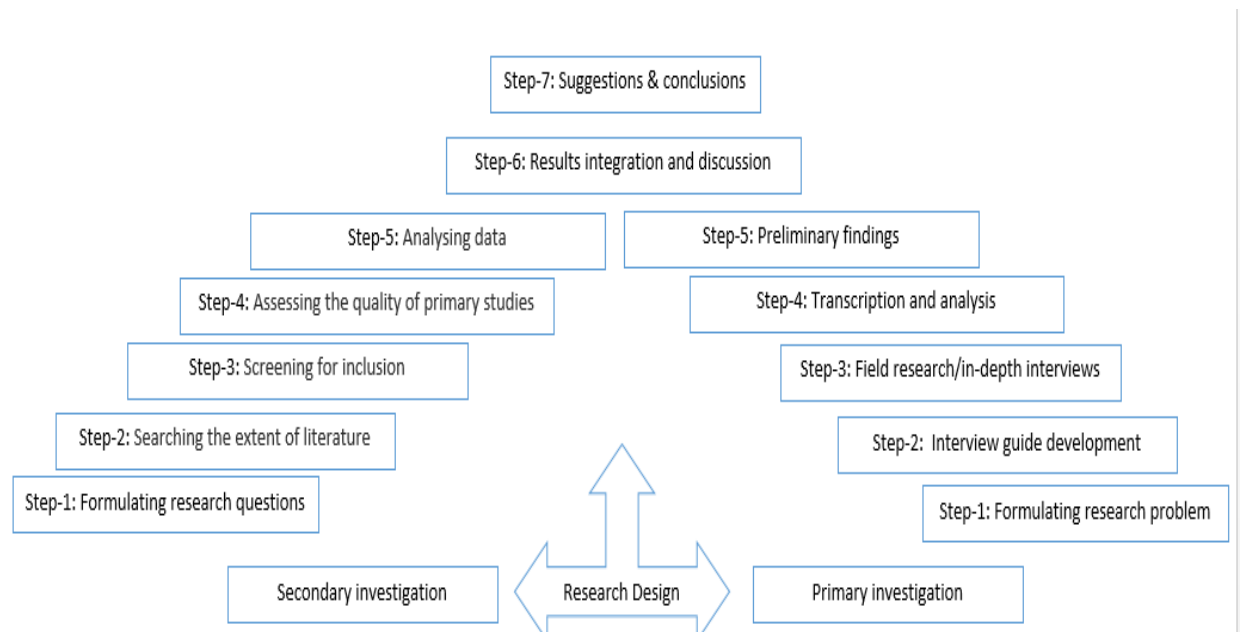 Step-7: Suggestions & conclusions
Step-6: Results integration and discussion
Step-5: Analysing data
Step-5: Preliminary findings
Step-4: Assessing the quality of primary studies
Step-4: Transcription and analysis
Step-3: Screening for inclusion
Step-3: Field research/in-depth interviews
Step-2: Searching the extent of literature
Step-2: Interview guide development
Step-1: Formulating research questions
Step-1: Formulating research problem
Secondary investigation
Research Design
Primary investigation